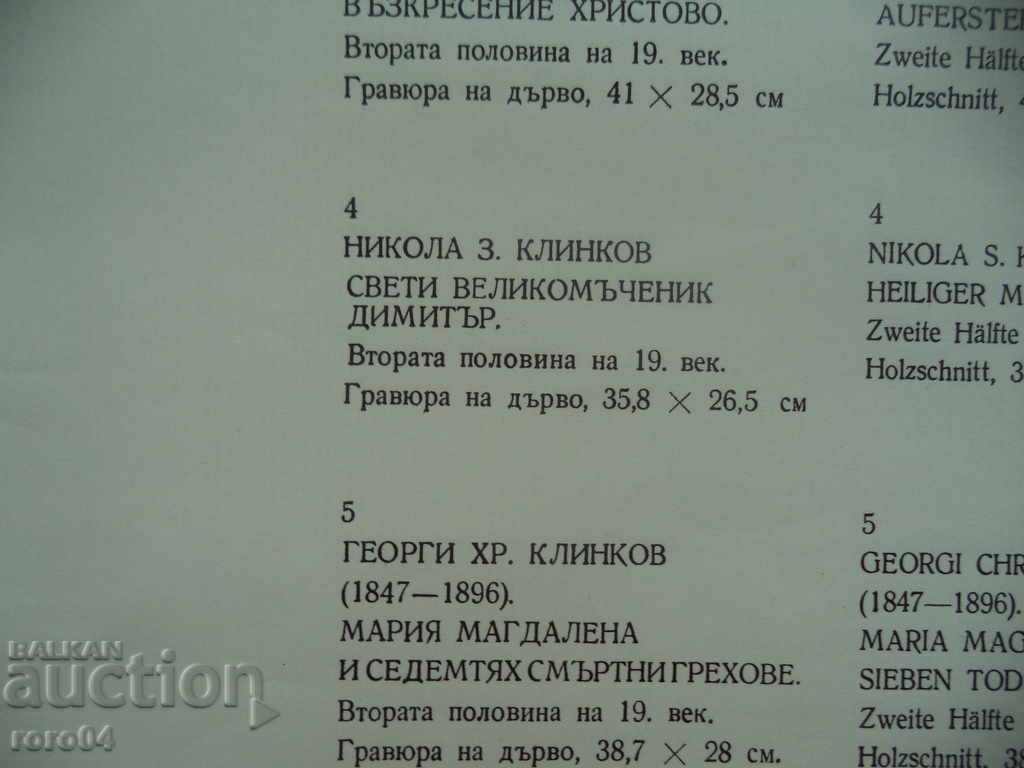 ВЪЗКРЕСЕНИЕ ХРИСТОВО.
Втората половина на 19. век.
Гравюра на дърво, 41 × 28,5 см
4
НИКОЛА З. КЛИНКОВ
СВЕТИ ВЕЛИКОМЪЧЕНИК
ДИМИТЪР.
Втората половина на 19. век.
Гравюра на дърво, 35,8 × 26,5 см
5
ГЕОРГИ ХР. КЛИНКОВ
(1847—1896).
МАРИЯ МАГДАЛЕНА
И СЕДЕМТЯХ СМЪРТНИ ГРЕХОВЕ.
Втората половина на 19. век.
Гравюра на дърво, 38,7 × 28 см.
Zweite Hälfte
Holzschnitt,
4
NIKOLA S.
HEILIGER
Zweite Hälfte
Holzschnitt,
5
GEORGI
(1847—1896).
MARIA
SIEBEN
Zweite Hälfte
Holzschnitt,
BALKAN
auction
roro04